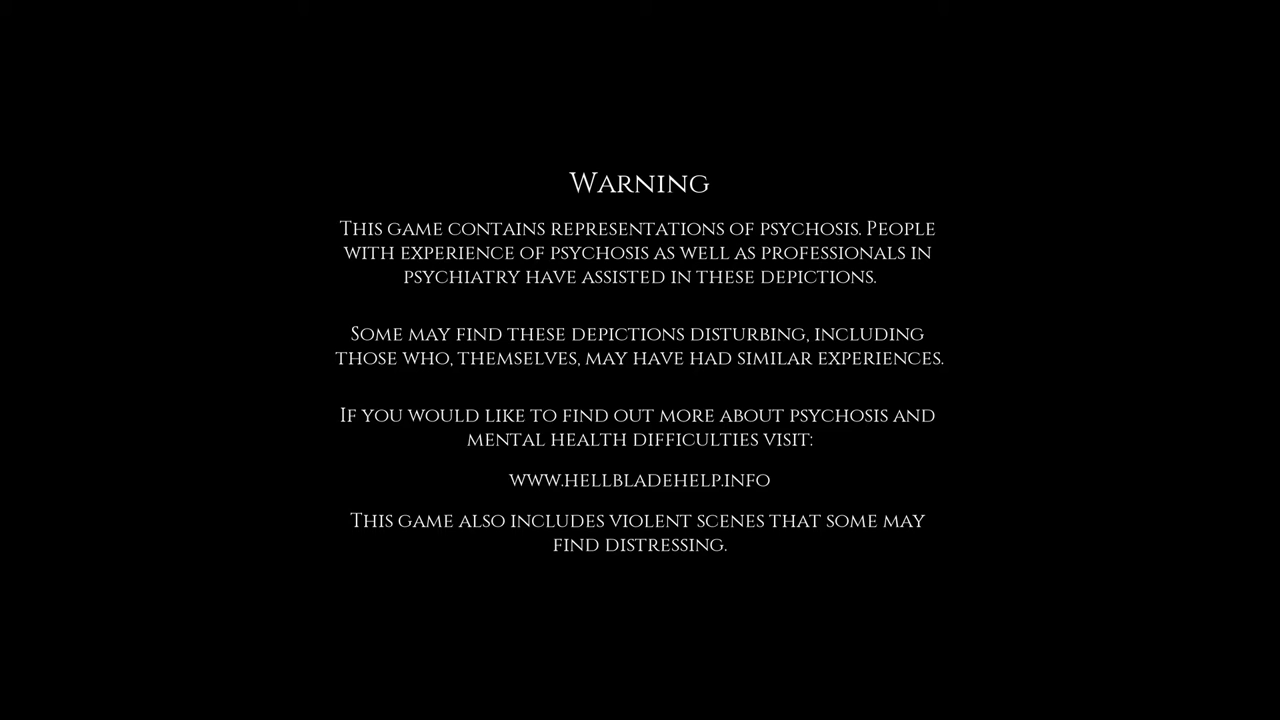 Warning
This game contains representations of psychosis. People
with experience of psychosis as well as professionals in
psychiatry have assisted in these depictions.
Some may find these depictions disturbing, including
those who, themselves, may have had similar experiences.
If you would like to find out more about psychosis and
mental health difficulties visit:
www.hellbladehelp.info
This game also includes violent scenes that some may
find distressing.